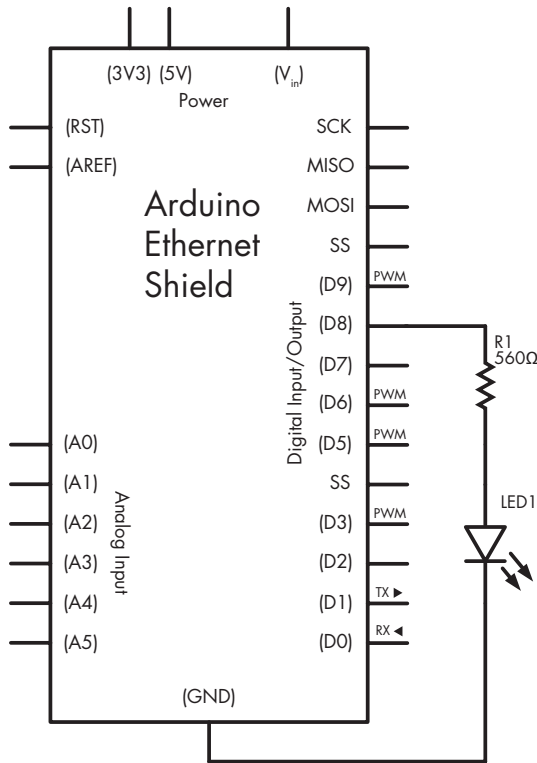 (3V3) (5V) (Vin)
Power
(RST)
(AREF)
Arduino
Ethernet
Shield
SCK
MISO
MOSI
SS
(D9) PWM
(D8)
(D7)
(D6) PWM
(D5) PWM
SS
(D3) PWM
(D2)
(D1) TX ►
(D0) RX ◄
Digital Input/Output
R1
560Ω
LED1
(A0)
(A1)
(A2)
(A3)
(A4)
(A5)
Analog Input
(GND)